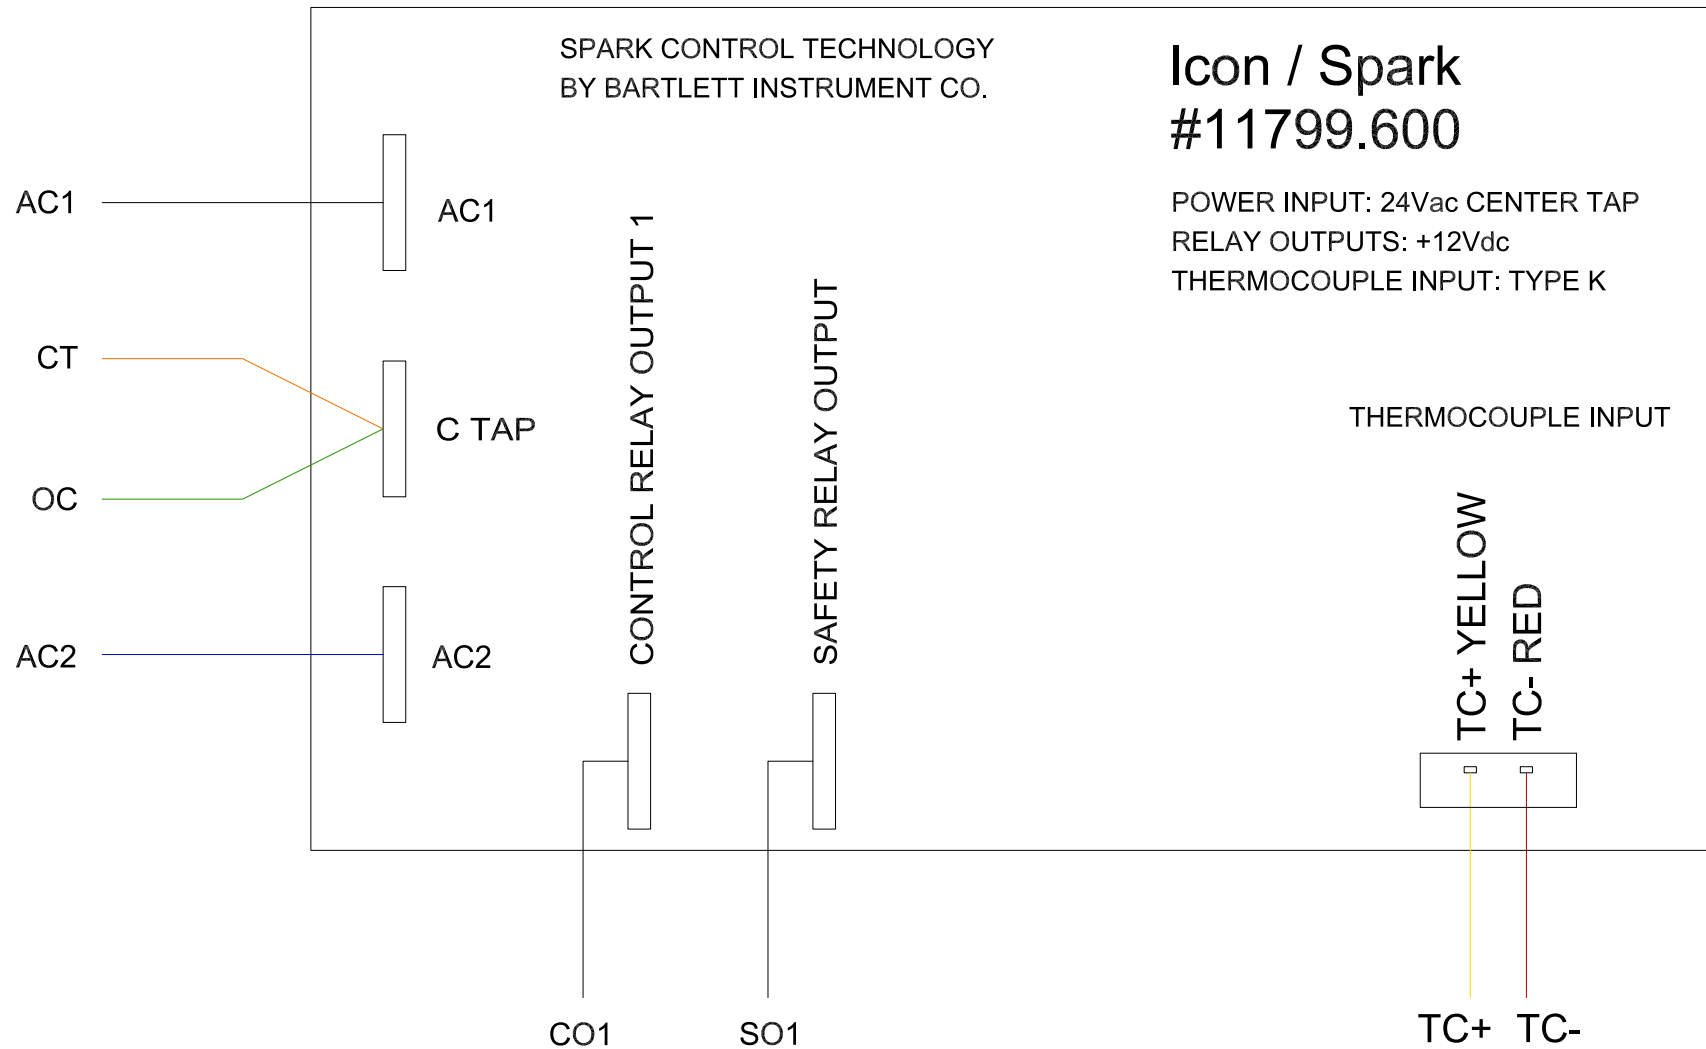 SPARK CONTROL TECHNOLOGY
BY BARTLETT INSTRUMENT CO.
Icon / Spark
#11799.600
POWER INPUT: 24Vac CENTER TAP
RELAY OUTPUTS: +12Vdc
THERMOCOUPLE INPUT: TYPE K
AC1
AC1
CT
C TAP
OC
AC2
AC2
CONTROL RELAY OUTPUT 1
SAFETY RELAY OUTPUT
THERMOCOUPLE INPUT
TC+ YELLOW
TC- RED
CO1
SO1
TC+
TC-